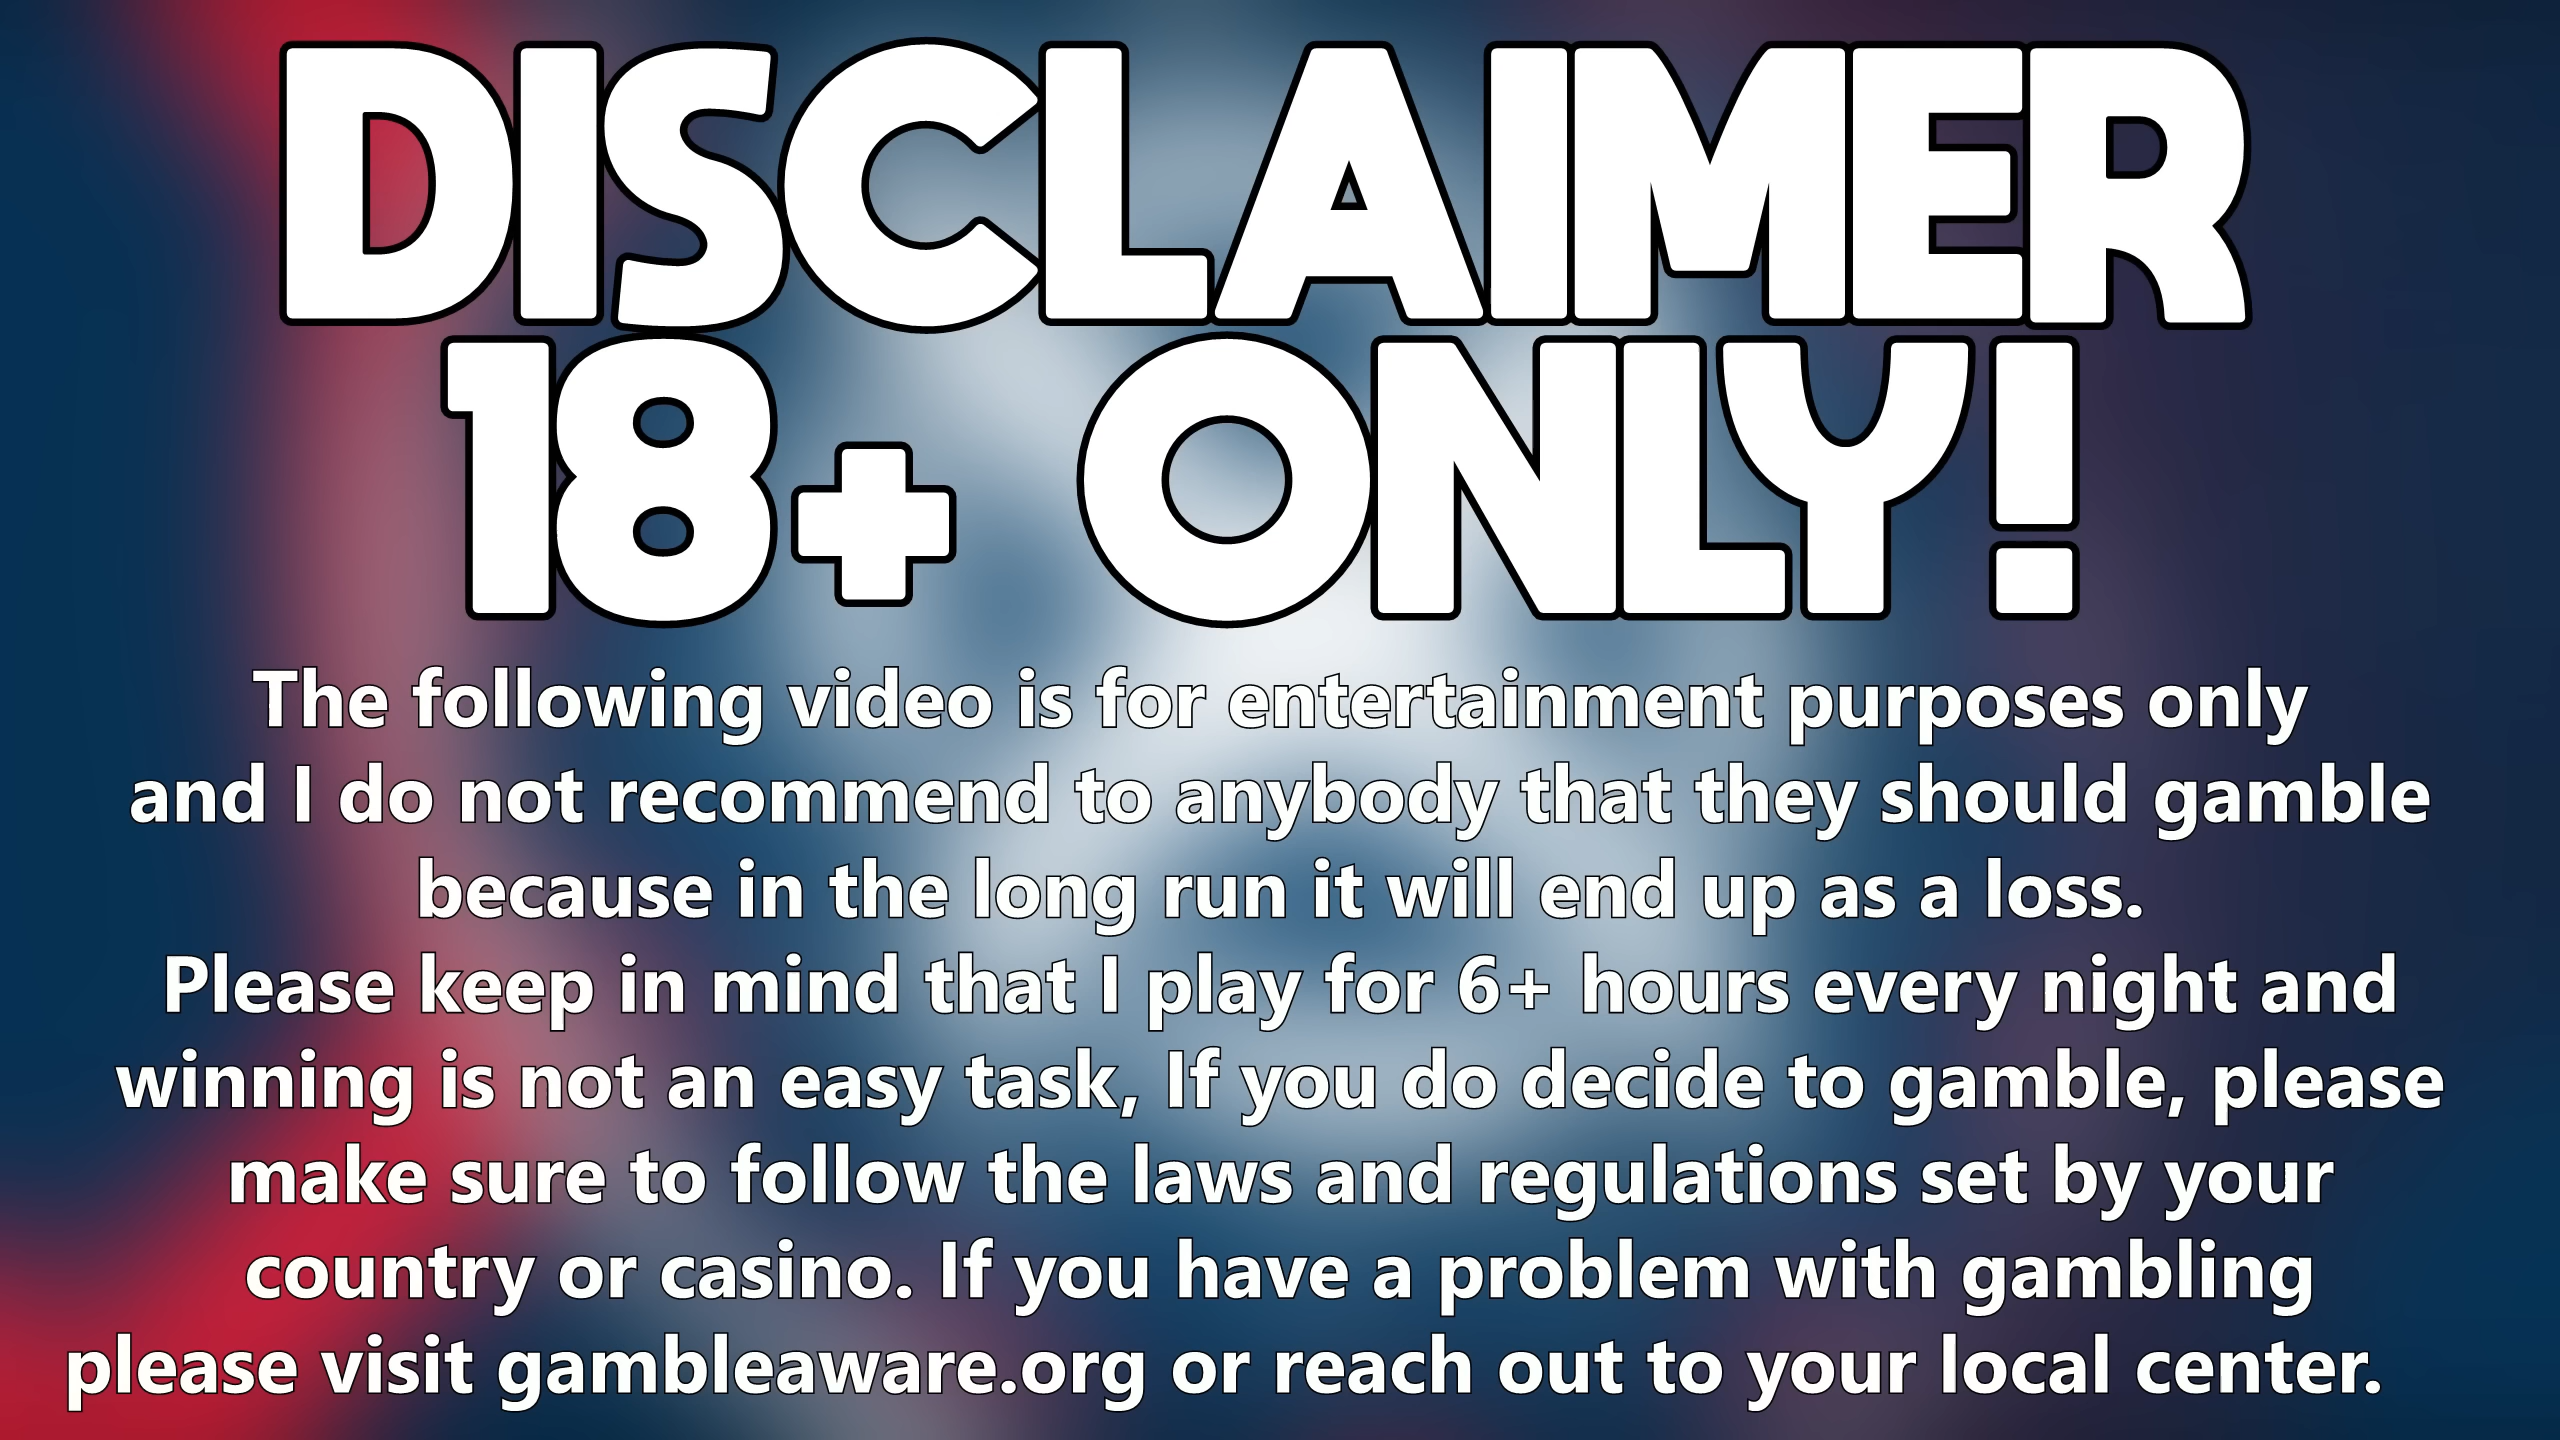 DISCLAIMER
18+ ONLY!
The following video is for entertainment purposes only
and I do not recommend to anybody that they should gamble
because in the long run it will end up as a loss.
Please keep in mind that I play for 6+ hours every night and
winning is not an easy task, If you do decide to gamble, please
make sure to follow the laws and regulations set by your
country or casino. If you have a problem with gambling
please visit gambleaware.org or reach out to your local center.